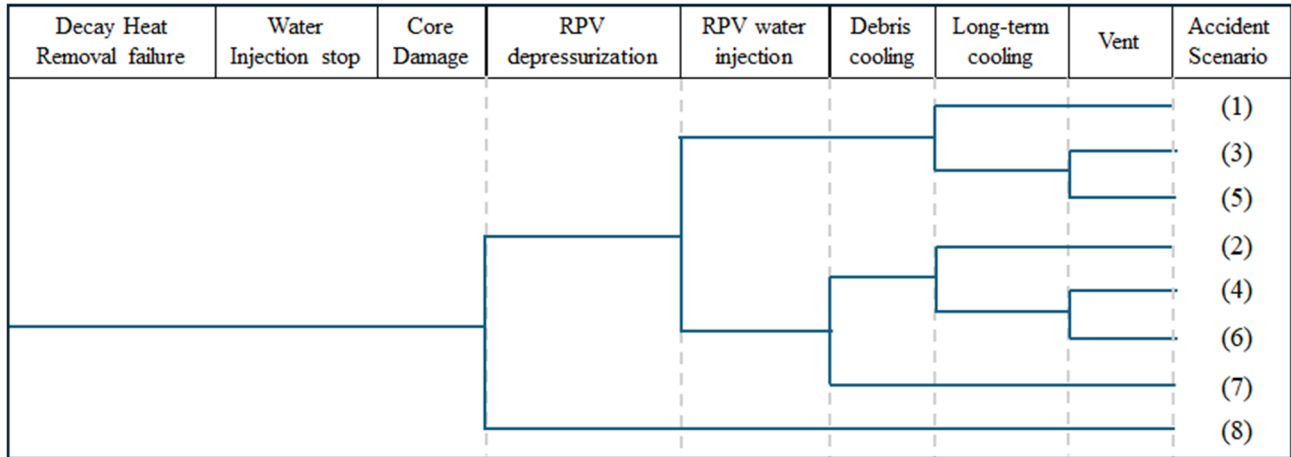 Decay Heat
Removal failure
Water
Injection stop
Core
Damage
RPV
depressurization
RPV water
injection
Debris
cooling
Long-term
cooling
Vent
Accident
Scenario
(1)
(3)
(5)
(2)
(4)
(6)
(7)
(8)